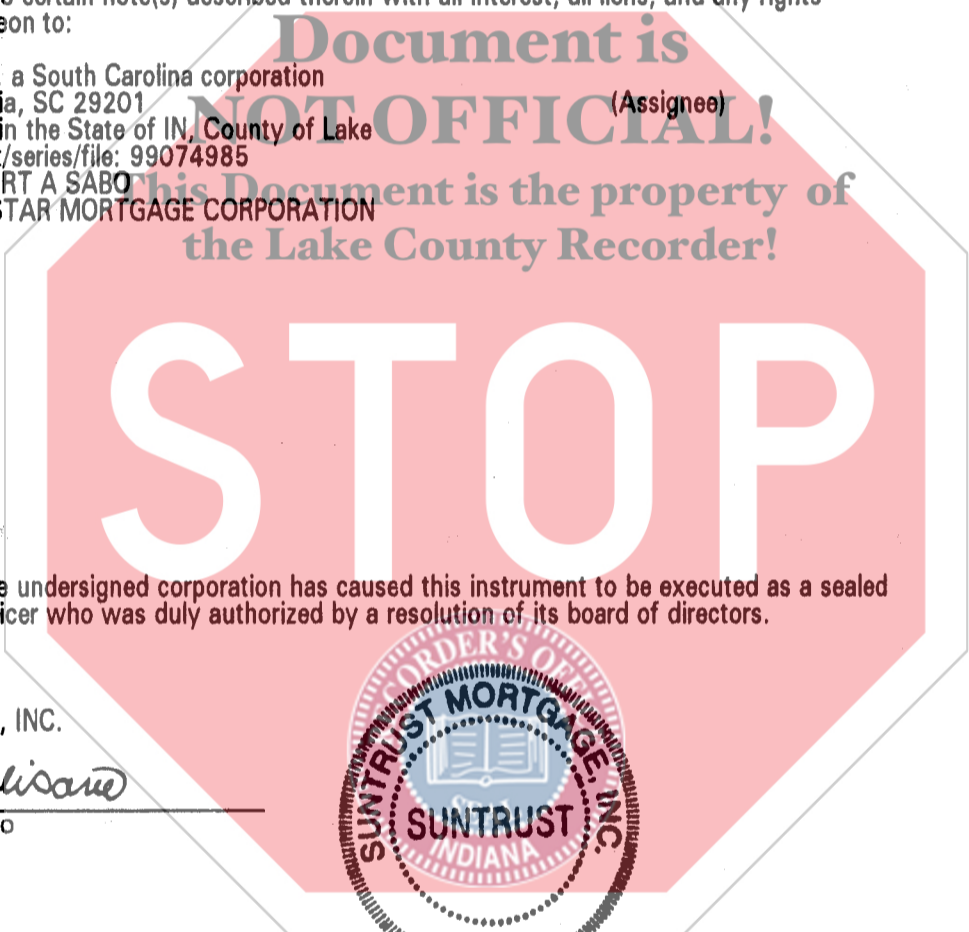 certain note(s) described therein with all interest, all liens, and any rights
eon to:
Document is
a South Carolina corporation
ia, SC 29201
(Assignee)
NOT OFFICIAL!
in the State of IN, County of Lake
/series/file: 99074985
RT A SABO
This Document is the property of
STAR MORTGAGE CORPORATION
the Lake County Recorder!
STOP
e undersigned corporation has caused this instrument to be executed as a sealed
icer who was duly authorized by a resolution of its board of directors.
CORDER'S OFF
SUNTRUST MORTGAGE, INC.
, INC.
lisano
SEAL
SUNTRUST
o
INDIANA